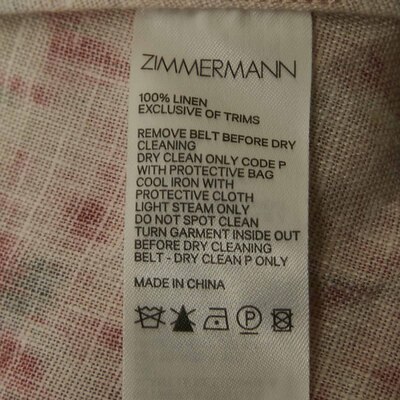 ZIMMERMANN
100% LINEN
EXCLUSIVE OF TRIMS
REMOVE BELT BEFORE DRY
CLEANING
DRY CLEAN ONLY CODE P
WITH PROTECTIVE BAG
COOL IRON WITH
PROTECTIVE CLOTH
LIGHT STEAM ONLY
DO NOT SPOT CLEAN
TURN GARMENT INSIDE OUT
BEFORE DRY CLEANING
BELT - DRY CLEAN P ONLY
MADE IN CHINA
P